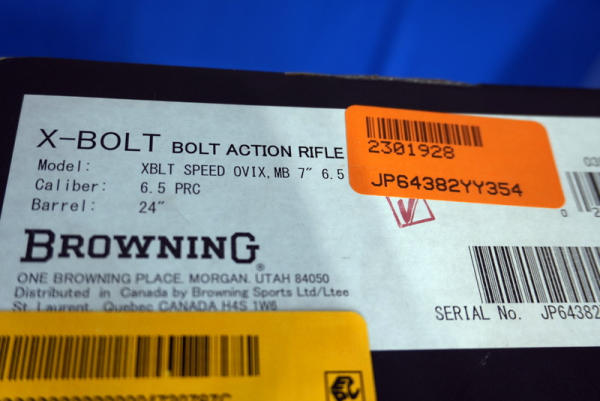 X-BOLT BOLT ACTION RIFLE
Model: XBLT SPEED OVIX,MB 7" 6.5
Caliber: 6.5 PRC
Barrel: 24"
BROWNING®
ONE BROWNING PLACE, MORGAN, UTAH 84050
Distributed in Canada by Browning Sports Ltd/Ltee
St. Laurent, Quebec CANADA H4S 1W6
2301928
JP64382YY354
SERIAL No. JP64382